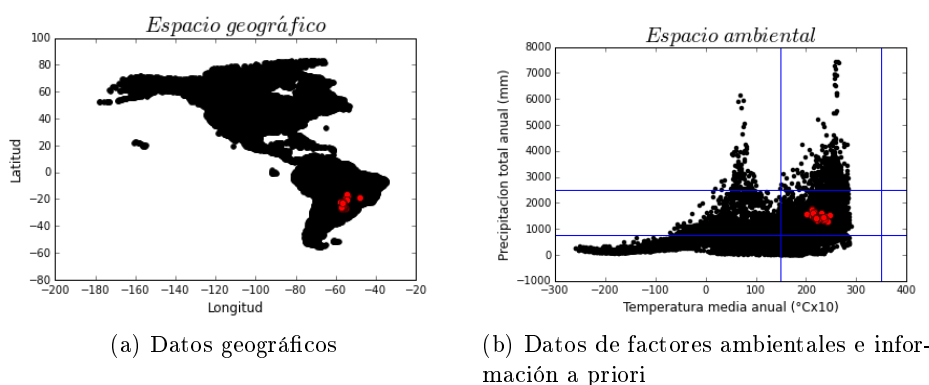 Espacio geográfico
100
80
60
40
20
0
−20
−40
−60
−80
−200 −180 −160 −140 −120 −100 −80 −60 −40 −20
Latitud
Longitud
(a) Datos geográficos
Espacio ambiental
8000
7000
6000
5000
4000
3000
2000
1000
0
−1000
−300 −200 −100 0 100 200 300 400
Precipitacion total anual (mm)
Temperatura media anual (°Cx10)
(b) Datos de factores ambientales e infor-
mación a priori